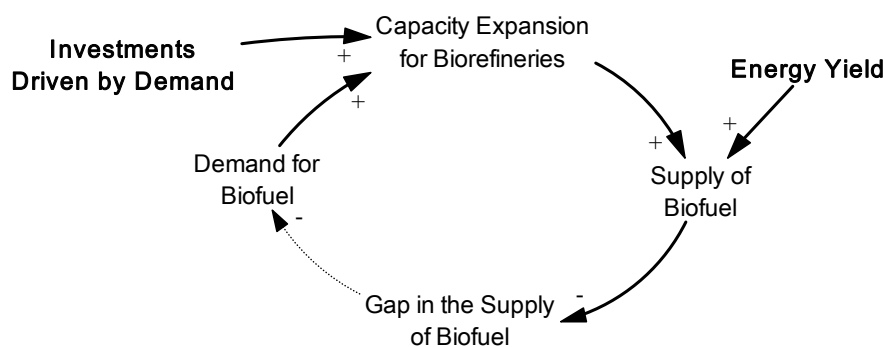 Capacity Expansion
for Biorefineries
Investments
Driven by Demand
+
+
Energy Yield
+
+
Demand for
Biofuel
Supply of
Biofuel
-
-
Gap in the Supply
of Biofuel